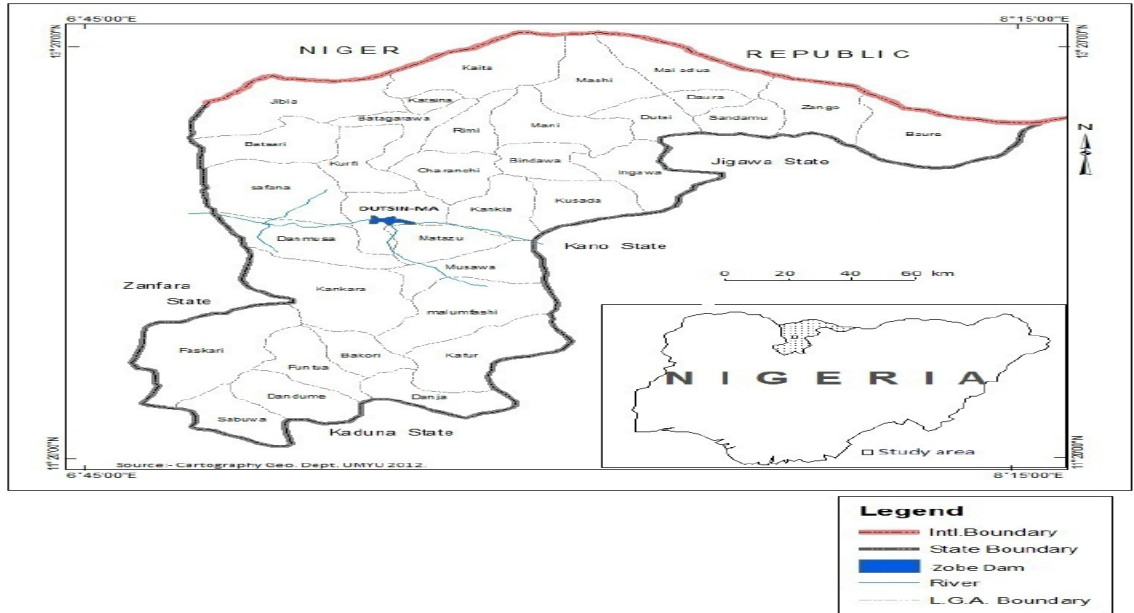 6°45'00"E 8°15'00"E
13°20'00"N 13°20'00"N
NIGER REPUBLIC
Kaita
Mashi
Mai adua
Jibia
Katsina
Daura
Zango
Batagarawa
Rimi
Mani
Dutsi
Sandamu
Baure
Batsari
Kurfi
Charanchi
Bindawa
Ingawa
Jigawa State
N
safana
DUTSIN-MA
Kankia
Kusada
Danmusa
Matazu
Kano State
Musawa
0 20 40 60 km
Zanfara
State
Kankara
malumfashi
Faskari
Bakori
Kafur
Funtua
Dandume
Danja
Sabuwa
Kaduna State
NIGERIA
Study area
Source:- Cartography Geo. Dept. UMYU 2012.
11°20'00"N 11°20'00"N
6°45'00"E 8°15'00"E
Legend
Intl.Boundary
State Boundary
Zobe Dam
River
L.G.A. Boundary